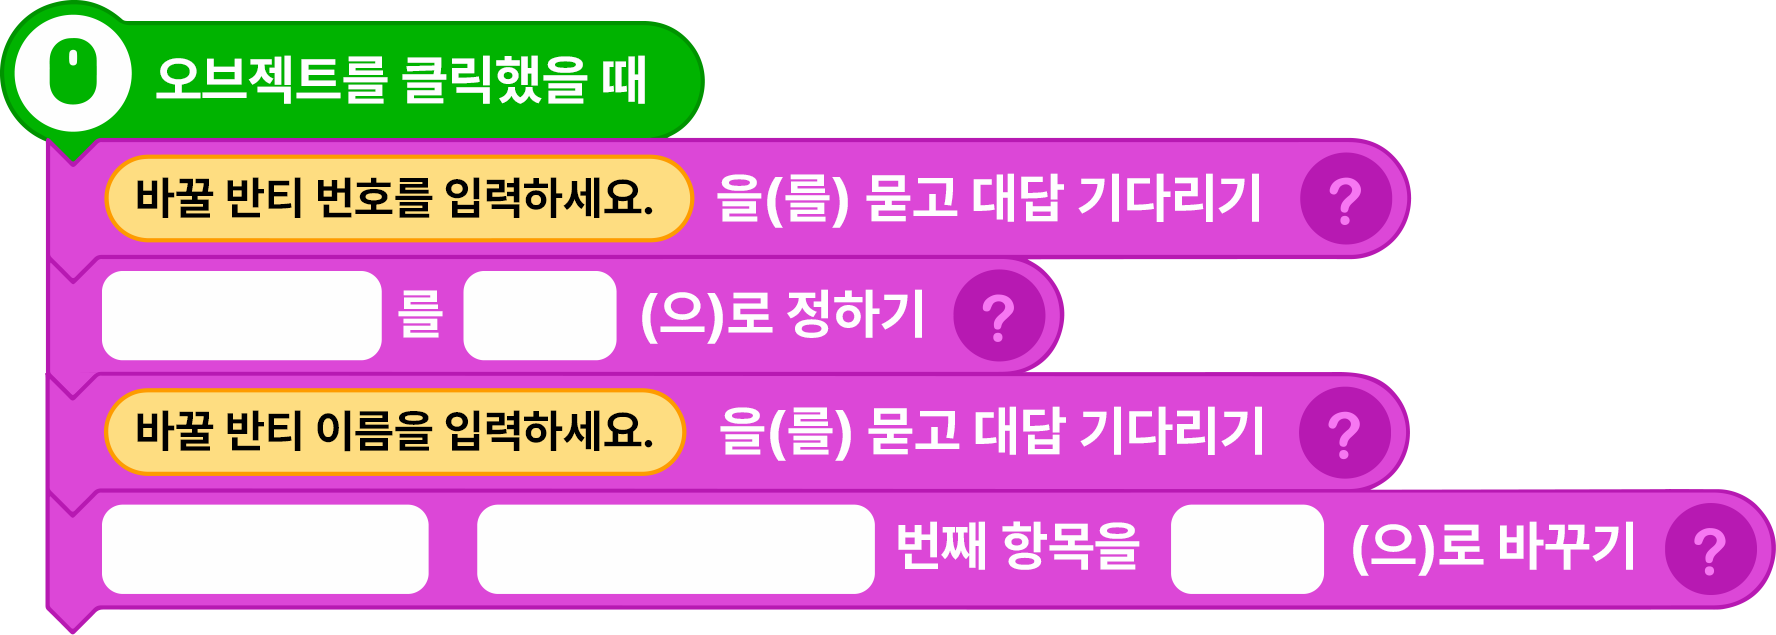 오브젝트를 클릭했을 때
바꿀 반티 번호를 입력하세요. 을(를) 묻고 대답 기다리기 ?
를 (으)로 정하기 ?
바꿀 반티 이름을 입력하세요. 을(를) 묻고 대답 기다리기 ?
번째 항목을 (으)로 바꾸기 ?